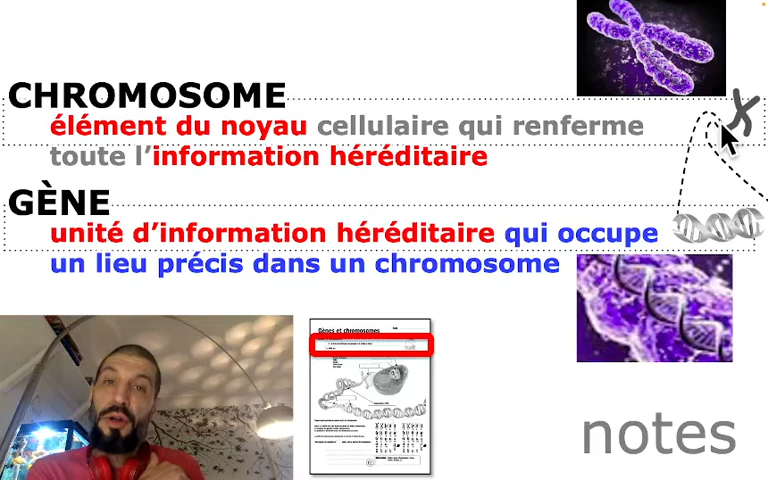 CHROMOSOME
élément du noyau cellulaire qui renferme
toute l’information héréditaire
GÈNE
unité d’information héréditaire qui occupe
un lieu précis dans un chromosome
Gènes et chromosomes
notes